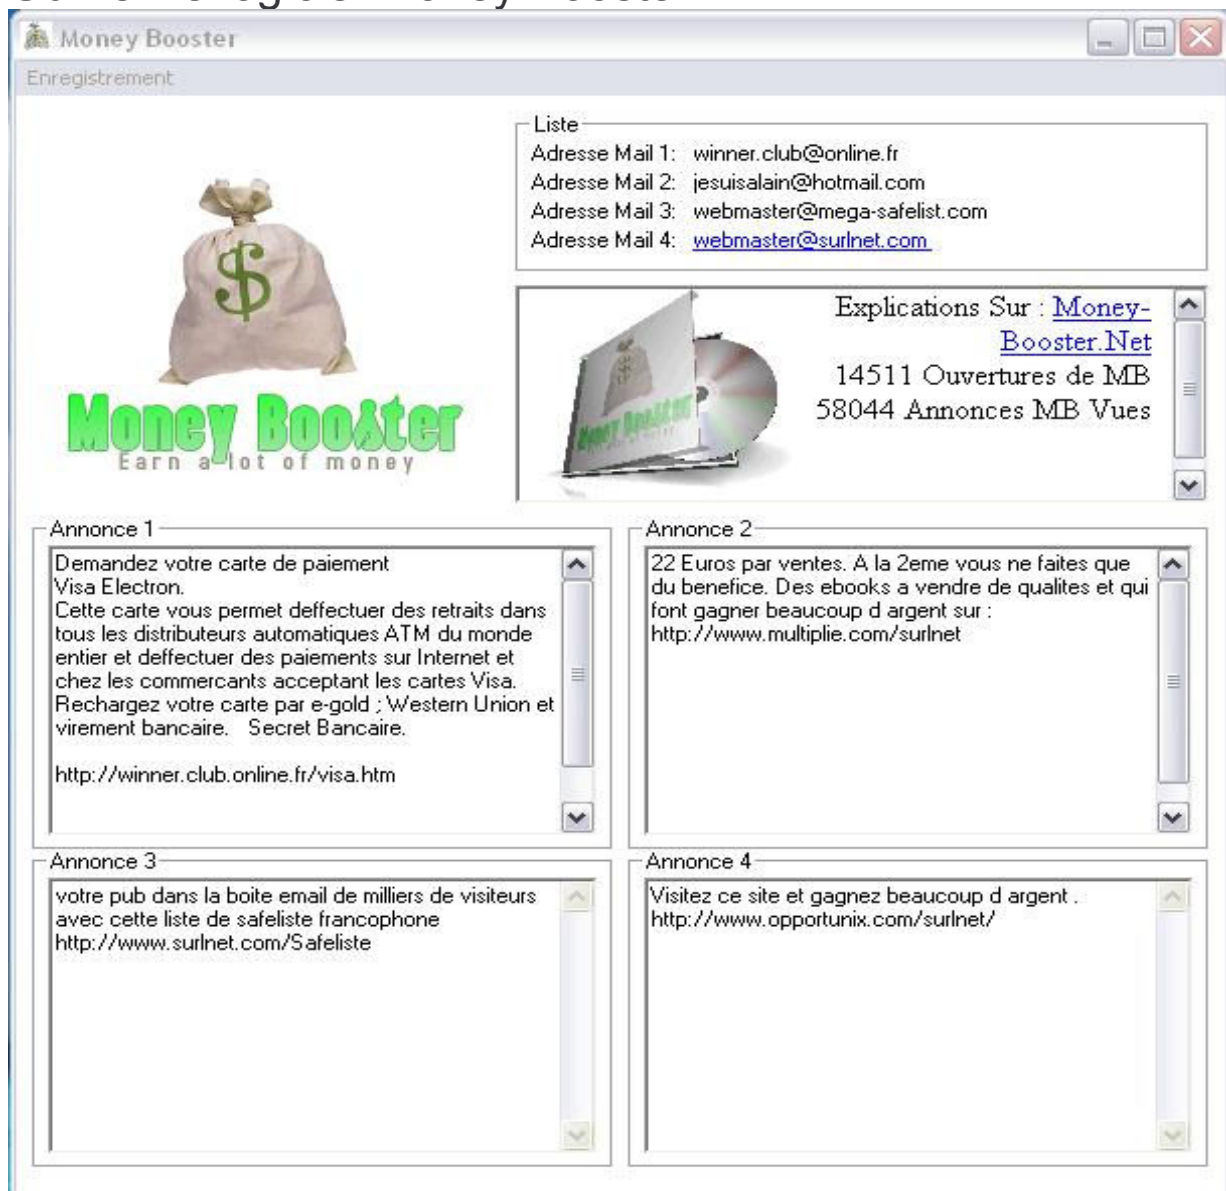 Money Booster
Enregistrement
Liste
Adresse Mail 1: winner.club@online.fr
Adresse Mail 2: jesuisalain@hotmail.com
Adresse Mail 3: webmaster@mega-safelist.com
Adresse Mail 4: webmaster@surlnet.com
$
Money Booster
Earn a lot of money
Money Booster
Explications Sur : Money-
Booster.Net
14511 Ouvertures de MB
58044 Annonces MB Vues
Annonce 1
Demandez votre carte de paiement
Visa Electron.
Cette carte vous permet deffectuer des retraits dans
tous les distributeurs automatiques ATM du monde
entier et deffectuer des paiements sur Internet et
chez les commercants acceptant les cartes Visa.
Rechargez votre carte par e-gold ; Western Union et
virement bancaire.   Secret Bancaire.
http://winner.club.online.fr/visa.htm
Annonce 2
22 Euros par ventes. A la 2eme vous ne faites que
du benefice. Des ebooks a vendre de qualites et qui
font gagner beaucoup d argent sur :
http://www.multiplie.com/surlnet
Annonce 3
votre pub dans la boite email de milliers de visiteurs
avec cette liste de safeliste francophone
http://www.surlnet.com/Safeliste
Annonce 4
Visitez ce site et gagnez beaucoup d argent .
http://www.opportunix.com/surlnet/